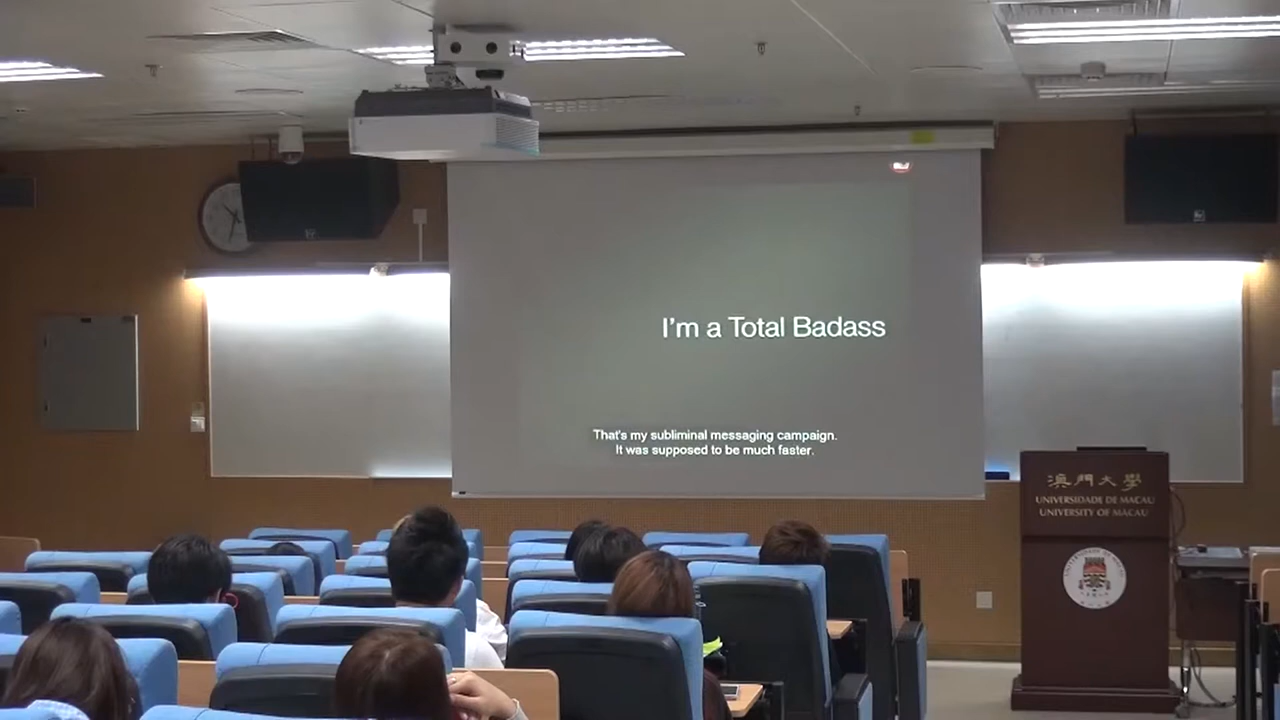 I'm a Total Badass
That's my subliminal messaging campaign.
It was supposed to be much faster.
澳門大學
UNIVERSIDADE DE MACAU
UNIVERSITY OF MACAU